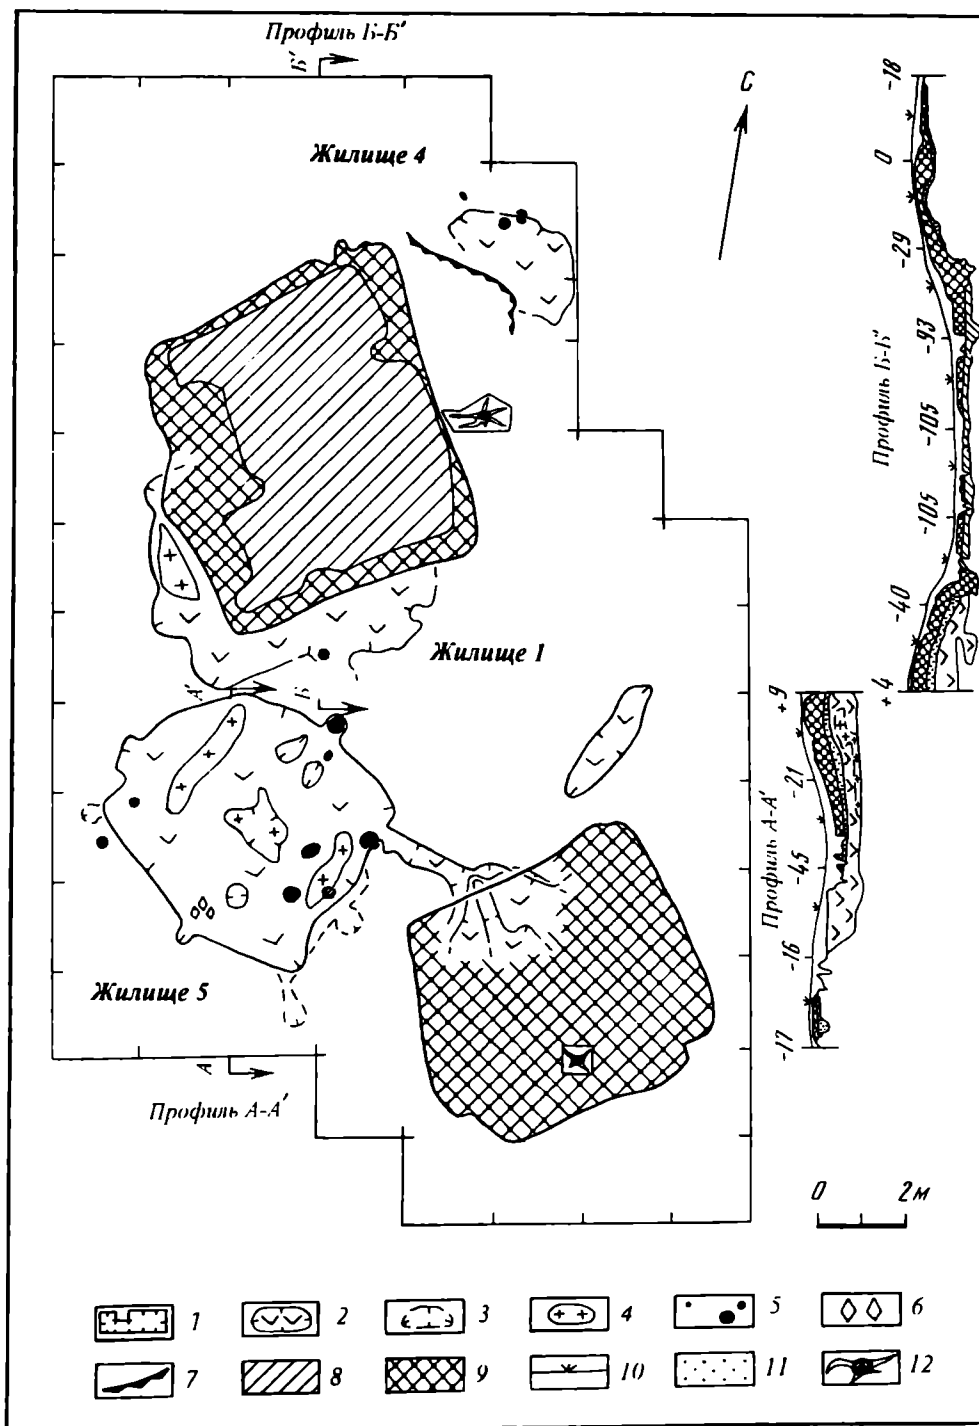 Профиль Б-Б'
Б'
С
Жилище 4
Жилище 1
А'
Б
Жилище 5
А
Профиль А-А'
-18
0
-29
-93
-105
-105
-40
+4
Профиль Б-Б'
+9
-21
-45
-16
-17
Профиль А-А'
0 2м
1 2 3 4 5 6
7 8 9 10 11 12